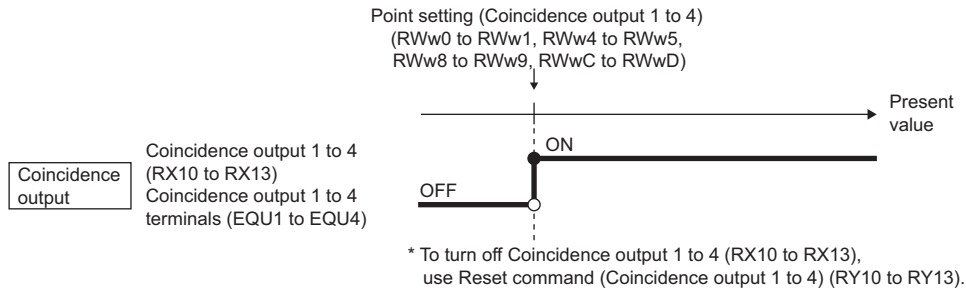 Point setting (Coincidence output 1 to 4)
(RWw0 to RWw1, RWw4 to RWw5,
RWw8 to RWw9, RWwC to RWwD)
Present
value
ON
OFF
Coincidence
output
Coincidence output 1 to 4
(RX10 to RX13)
Coincidence output 1 to 4
terminals (EQU1 to EQU4)
* To turn off Coincidence output 1 to 4 (RX10 to RX13),
use Reset command (Coincidence output 1 to 4) (RY10 to RY13).